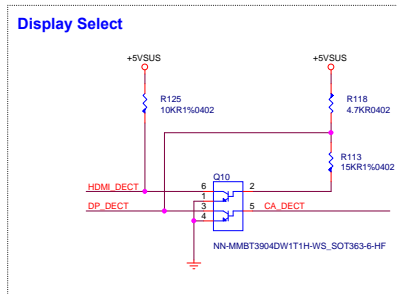 Display Select
+5VSUS
+5VSUS
R125
10KR1%0402
R118
4.7KR0402
R113
15KR1%0402
Q10
HDMI_DECT
6
2
1
DP_DECT
3
5
CA_DECT
4
NN-MMBT3904DW1T1H-WS_SOT363-6-HF